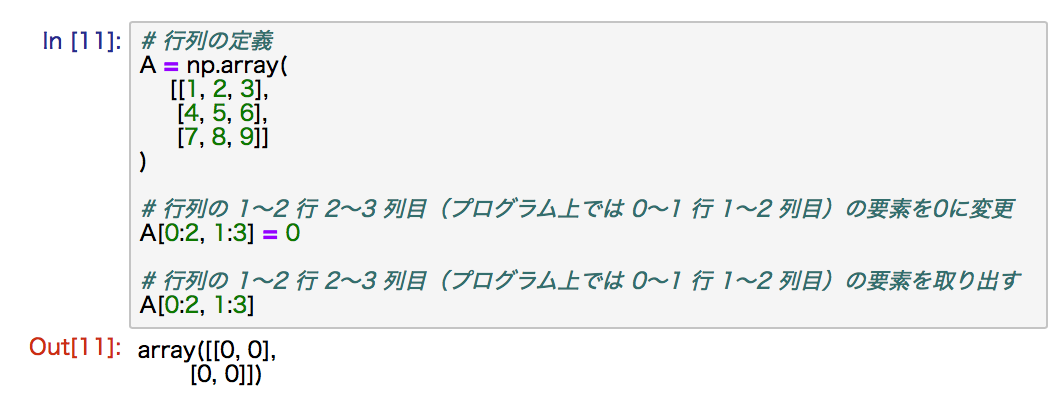 In [11]:
# 行列の定義
A = np.array(
[[1, 2, 3],
[4, 5, 6],
[7, 8, 9]]
)
# 行列の 1〜2 行 2〜3 列目（プログラム上では 0〜1 行 1〜2 列目）の要素を0に変更
A[0:2, 1:3] = 0
# 行列の 1〜2 行 2〜3 列目（プログラム上では 0〜1 行 1〜2 列目）の要素を取り出す
A[0:2, 1:3]
Out[11]:
array([[0, 0],
[0, 0]])